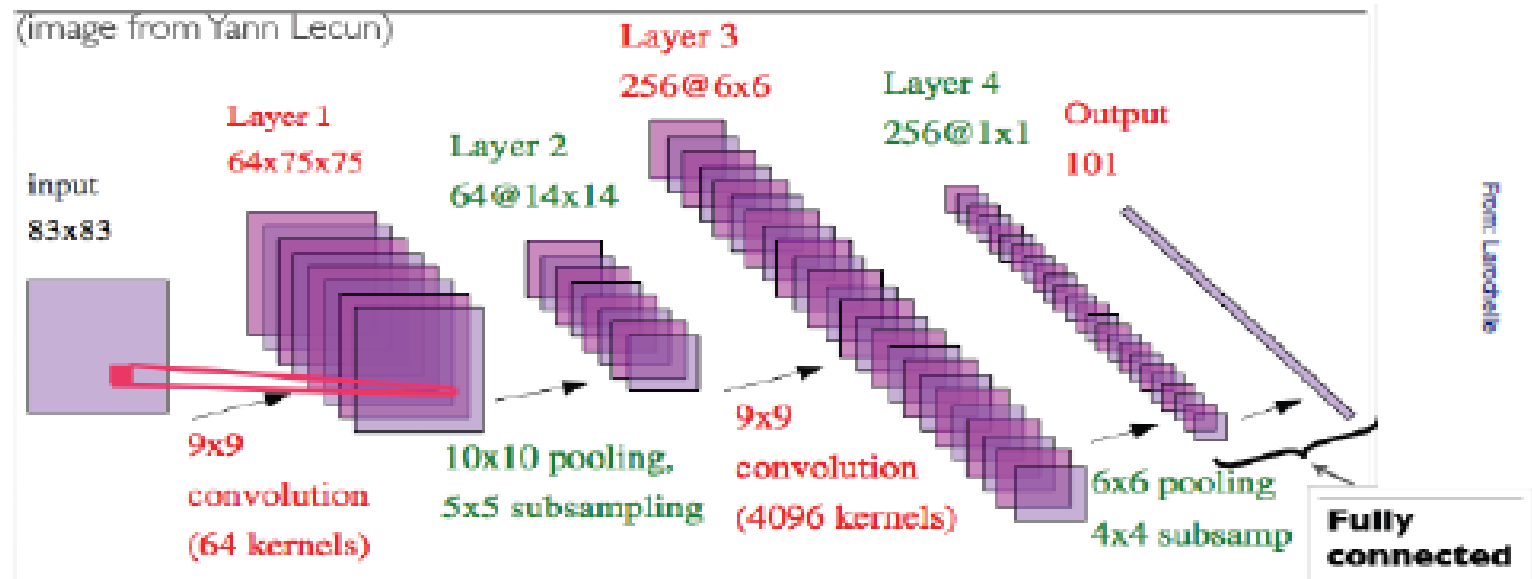 (image from Yann Lecun)
input
83x83
Layer 1
64x75x75
Layer 2
64@14x14
Layer 3
256@6x6
Layer 4
256@1x1
Output
101
9x9
convolution
(64 kernels)
10x10 pooling,
5x5 subsampling
9x9
convolution
(4096 kernels)
6x6 pooling
4x4 subsamp
Fully
connected
From: Larochelle